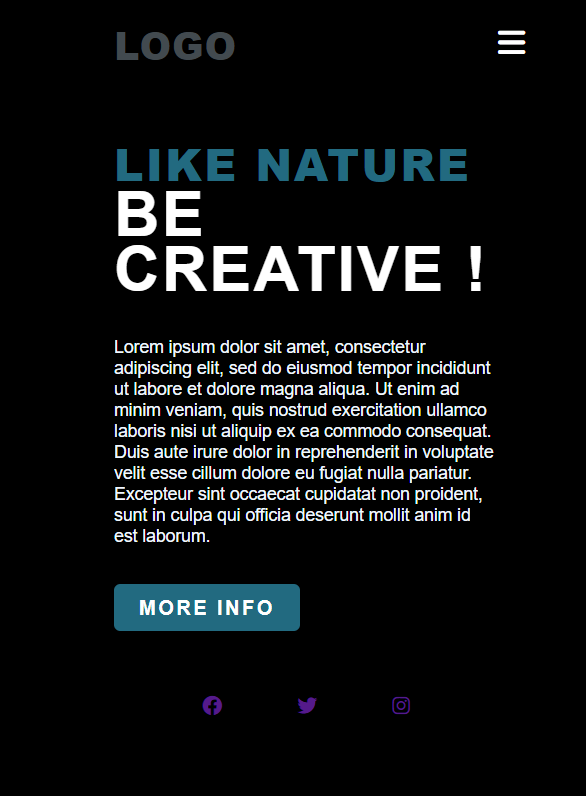 LOGO
LIKE NATURE
BE
CREATIVE !
Lorem ipsum dolor sit amet, consectetur
adipiscing elit, sed do eiusmod tempor incididunt
ut labore et dolore magna aliqua. Ut enim ad
minim veniam, quis nostrud exercitation ullamco
laboris nisi ut aliquip ex ea commodo consequat.
Duis aute irure dolor in reprehenderit in voluptate
velit esse cillum dolore eu fugiat nulla pariatur.
Excepteur sint occaecat cupidatat non proident,
sunt in culpa qui officia deserunt mollit anim id
est laborum.
MORE INFO